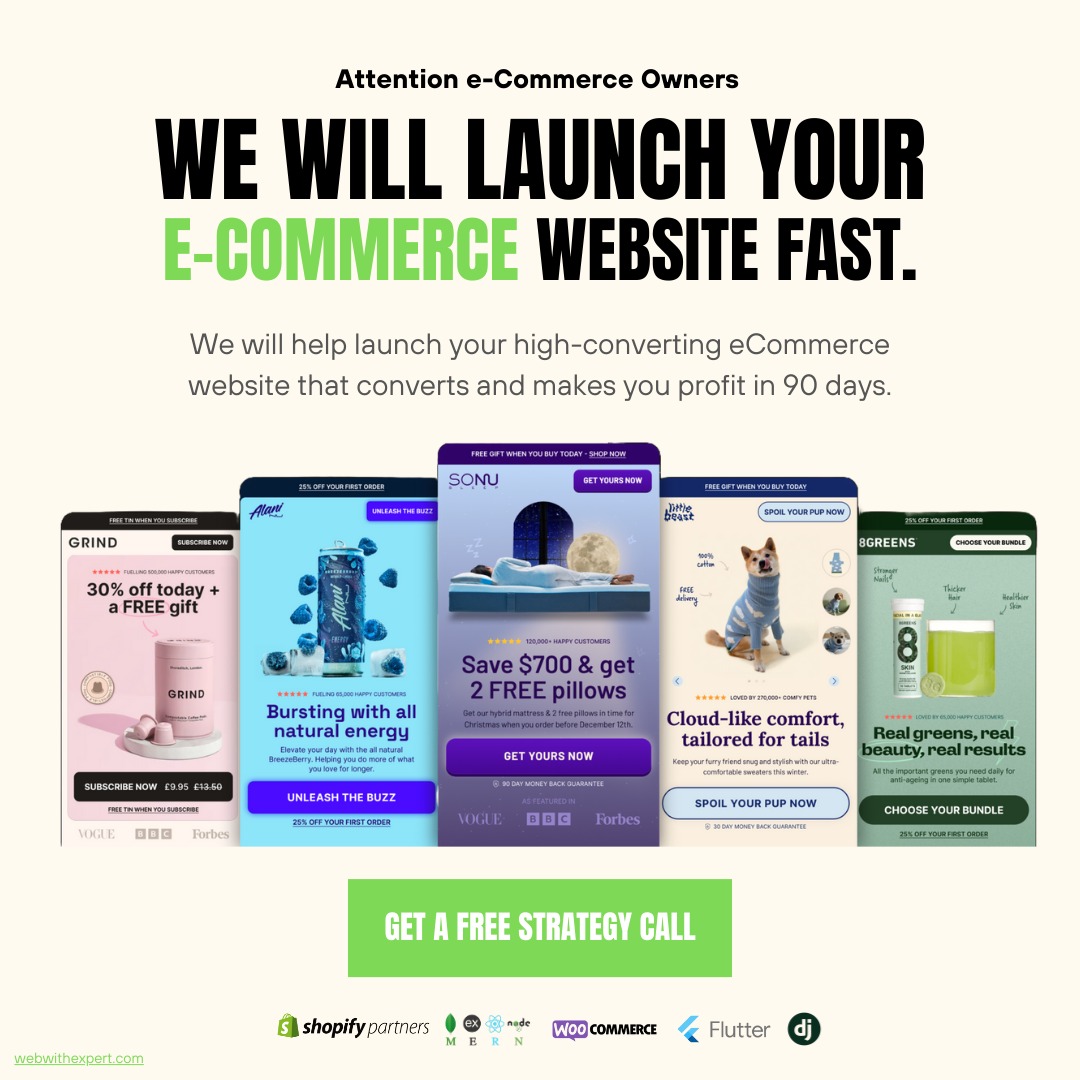 Attention e-Commerce Owners
WE WILL LAUNCH YOUR
E-COMMERCE WEBSITE FAST.
We will help launch your high-converting eCommerce
website that converts and makes you profit in 90 days.
FREE TIN WHEN YOU SUBSCRIBE
GRIND
SUBSCRIBE NOW
FUELLING 500,000 HAPPY CUSTOMERS
30% off today +
a FREE gift
GRIND
SUBSCRIBE NOW £9.95 £13.50
FREE TIN WHEN YOU SUBSCRIBE
VOGUE BBC Forbes
25% OFF YOUR FIRST ORDER
Alani
UNLEASH THE BUZZ
Alani
ENERGY
FUELING 65,000 HAPPY CUSTOMERS
Bursting with all
natural energy
Elevate your day with the all natural
BreezeBerry. Helping you do more of what
you love for longer.
UNLEASH THE BUZZ
25% OFF YOUR FIRST ORDER
FREE GIFT WHEN YOU BUY TODAY - SHOP NOW
SONU
SLEEP
GET YOURS NOW
120,000+ HAPPY CUSTOMERS
Save $700 & get
2 FREE pillows
Get our hybrid mattress & 2 free pillows in time for
Christmas when you order before December 12th.
GET YOURS NOW
90 DAY MONEY BACK GUARANTEE
AS FEATURED IN
VOGUE BBC Forbes
FREE GIFT WHEN YOU BUY TODAY
little
beast
SPOIL YOUR PUP NOW
100%
cotton
FREE
delivery
LOVED BY 270,000+ COMFY PETS
Cloud-like comfort,
tailored for tails
Keep your furry friend snug and stylish with our ultra-
comfortable sweaters this winter.
SPOIL YOUR PUP NOW
30 DAY MONEY BACK GUARANTEE
25% OFF YOUR FIRST ORDER
8GREENS
CHOOSE YOUR BUNDLE
Stronger
Nails
Thicker
Hair
Healthier
Skin
8
SKIN
LOVED BY 65,000 HAPPY CUSTOMERS
Real greens, real
beauty, real results
All the important greens you need daily for
anti-ageing in one simple tablet.
CHOOSE YOUR BUNDLE
25% OFF YOUR FIRST ORDER
GET A FREE STRATEGY CALL
shopify partners
ex
node
M E R N
WOO COMMERCE
Flutter
dj
webwithexpert.com